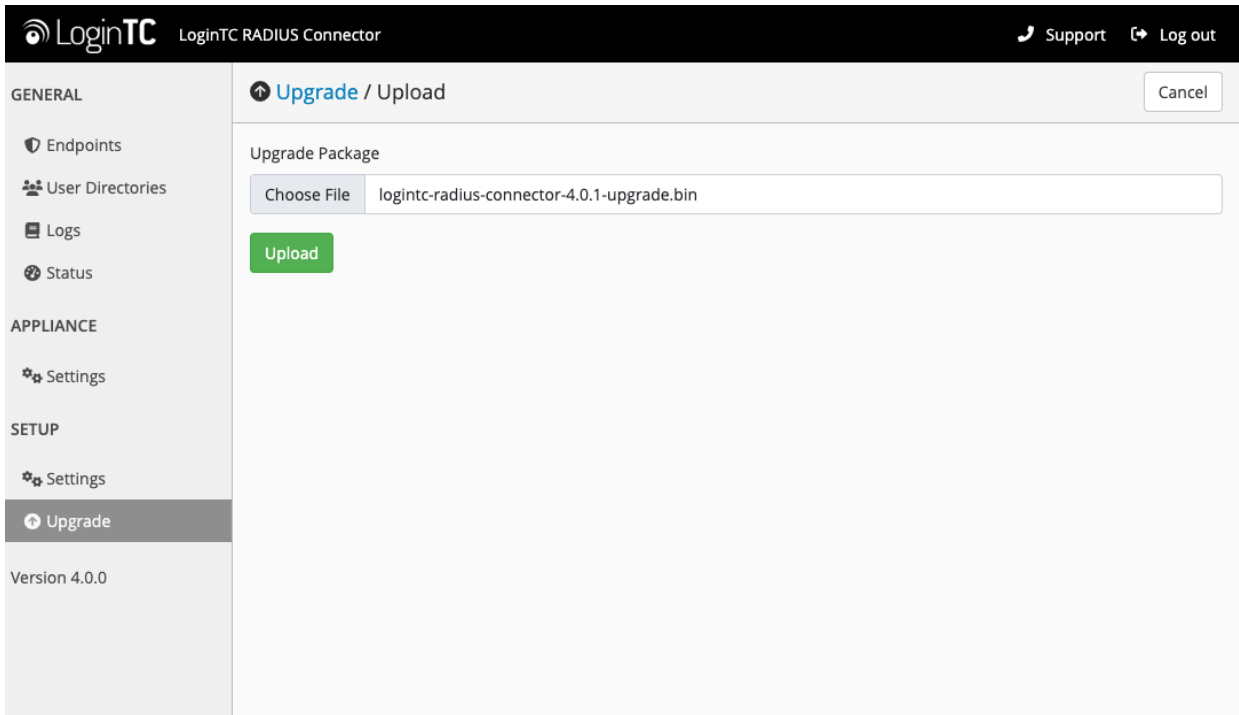 LoginTC LoginTC RADIUS Connector Support Log out
GENERAL
Endpoints
User Directories
Logs
Status
APPLIANCE
Settings
SETUP
Settings
Upgrade
Version 4.0.0
Upgrade / Upload Cancel
Upgrade Package
Choose File logintc-radius-connector-4.0.1-upgrade.bin
Upload